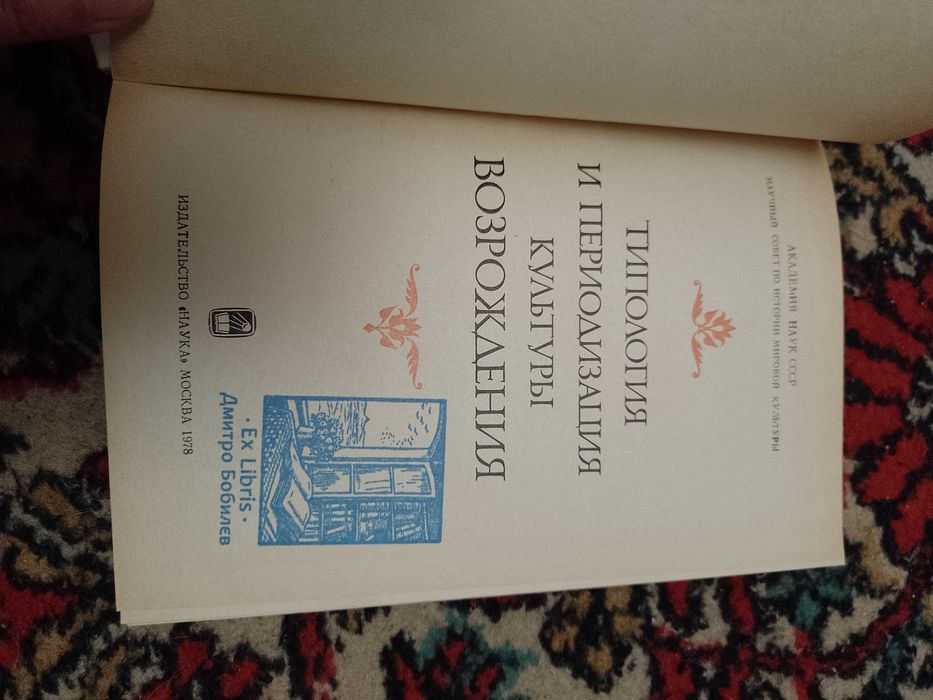 АКАДЕМИЯ НАУК СССР
НАУЧНЫЙ СОВЕТ ПО ИСТОРИИ МИРОВОЙ КУЛЬТУРЫ
ТИПОЛОГИЯ
И ПЕРИОДИЗАЦИЯ
КУЛЬТУРЫ
ВОЗРОЖДЕНИЯ
· Ex Libris ·
Дмитро Бобилєв
ИЗДАТЕЛЬСТВО «НАУКА» МОСКВА 1978